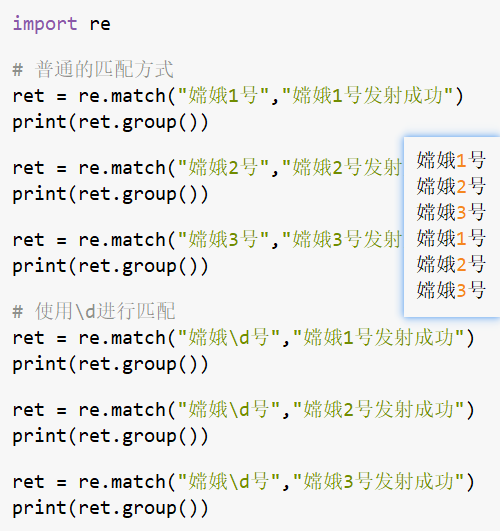 import re
# 普通的匹配方式
ret = re.match("嫦娥1号","嫦娥1号发射成功")
print(ret.group())
ret = re.match("嫦娥2号","嫦娥2号发射
print(ret.group())
ret = re.match("嫦娥3号","嫦娥3号发射
print(ret.group())
嫦娥1号
嫦娥2号
嫦娥3号
嫦娥1号
嫦娥2号
嫦娥3号
# 使用\d进行匹配
ret = re.match("嫦娥\d号","嫦娥1号发射成功")
print(ret.group())
ret = re.match("嫦娥\d号","嫦娥2号发射成功")
print(ret.group())
ret = re.match("嫦娥\d号","嫦娥3号发射成功")
print(ret.group())